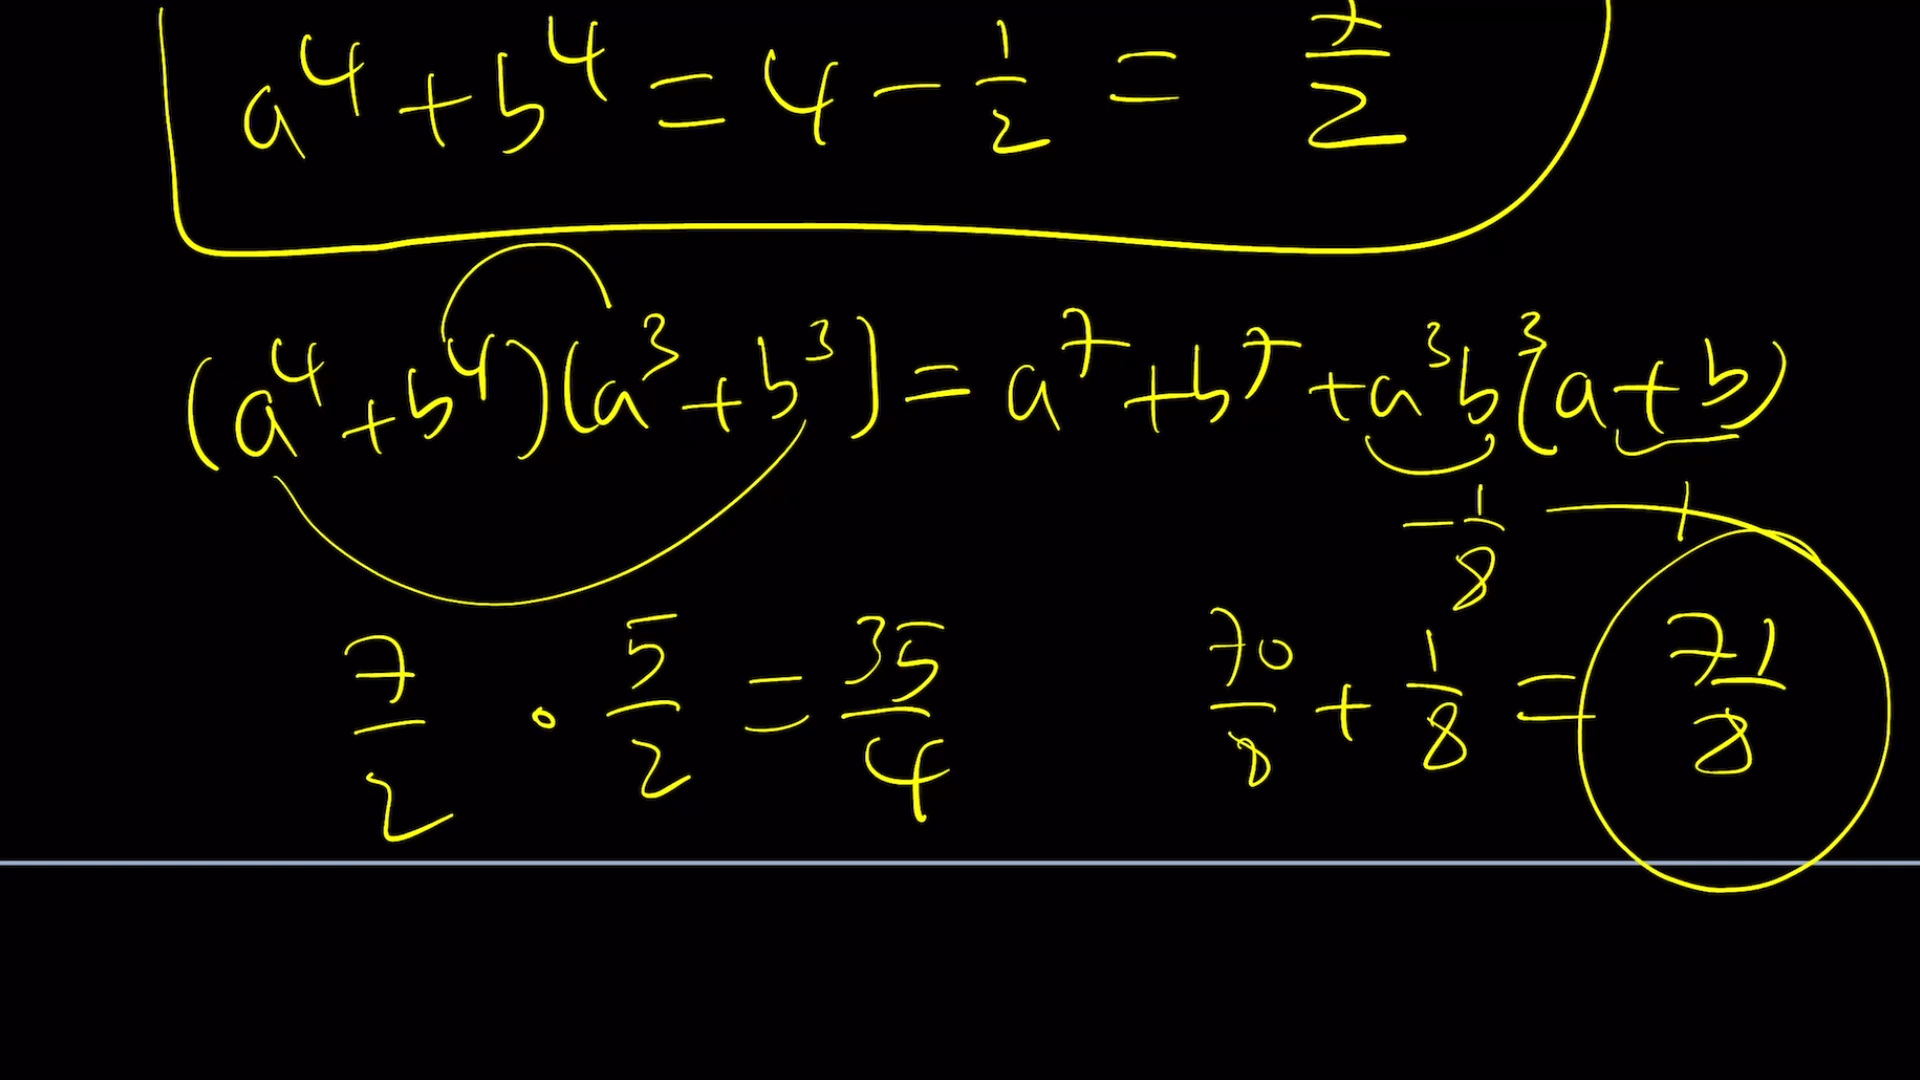 a⁴ + b⁴ = 4 - 1/2 = 7/2
(a⁴ + b⁴)(a³ + b³) = a⁷ + b⁷ + a³b³(a + b)
-1/8 1
7/2 · 5/2 = 35/4 70/8 + 1/8 = 71/8